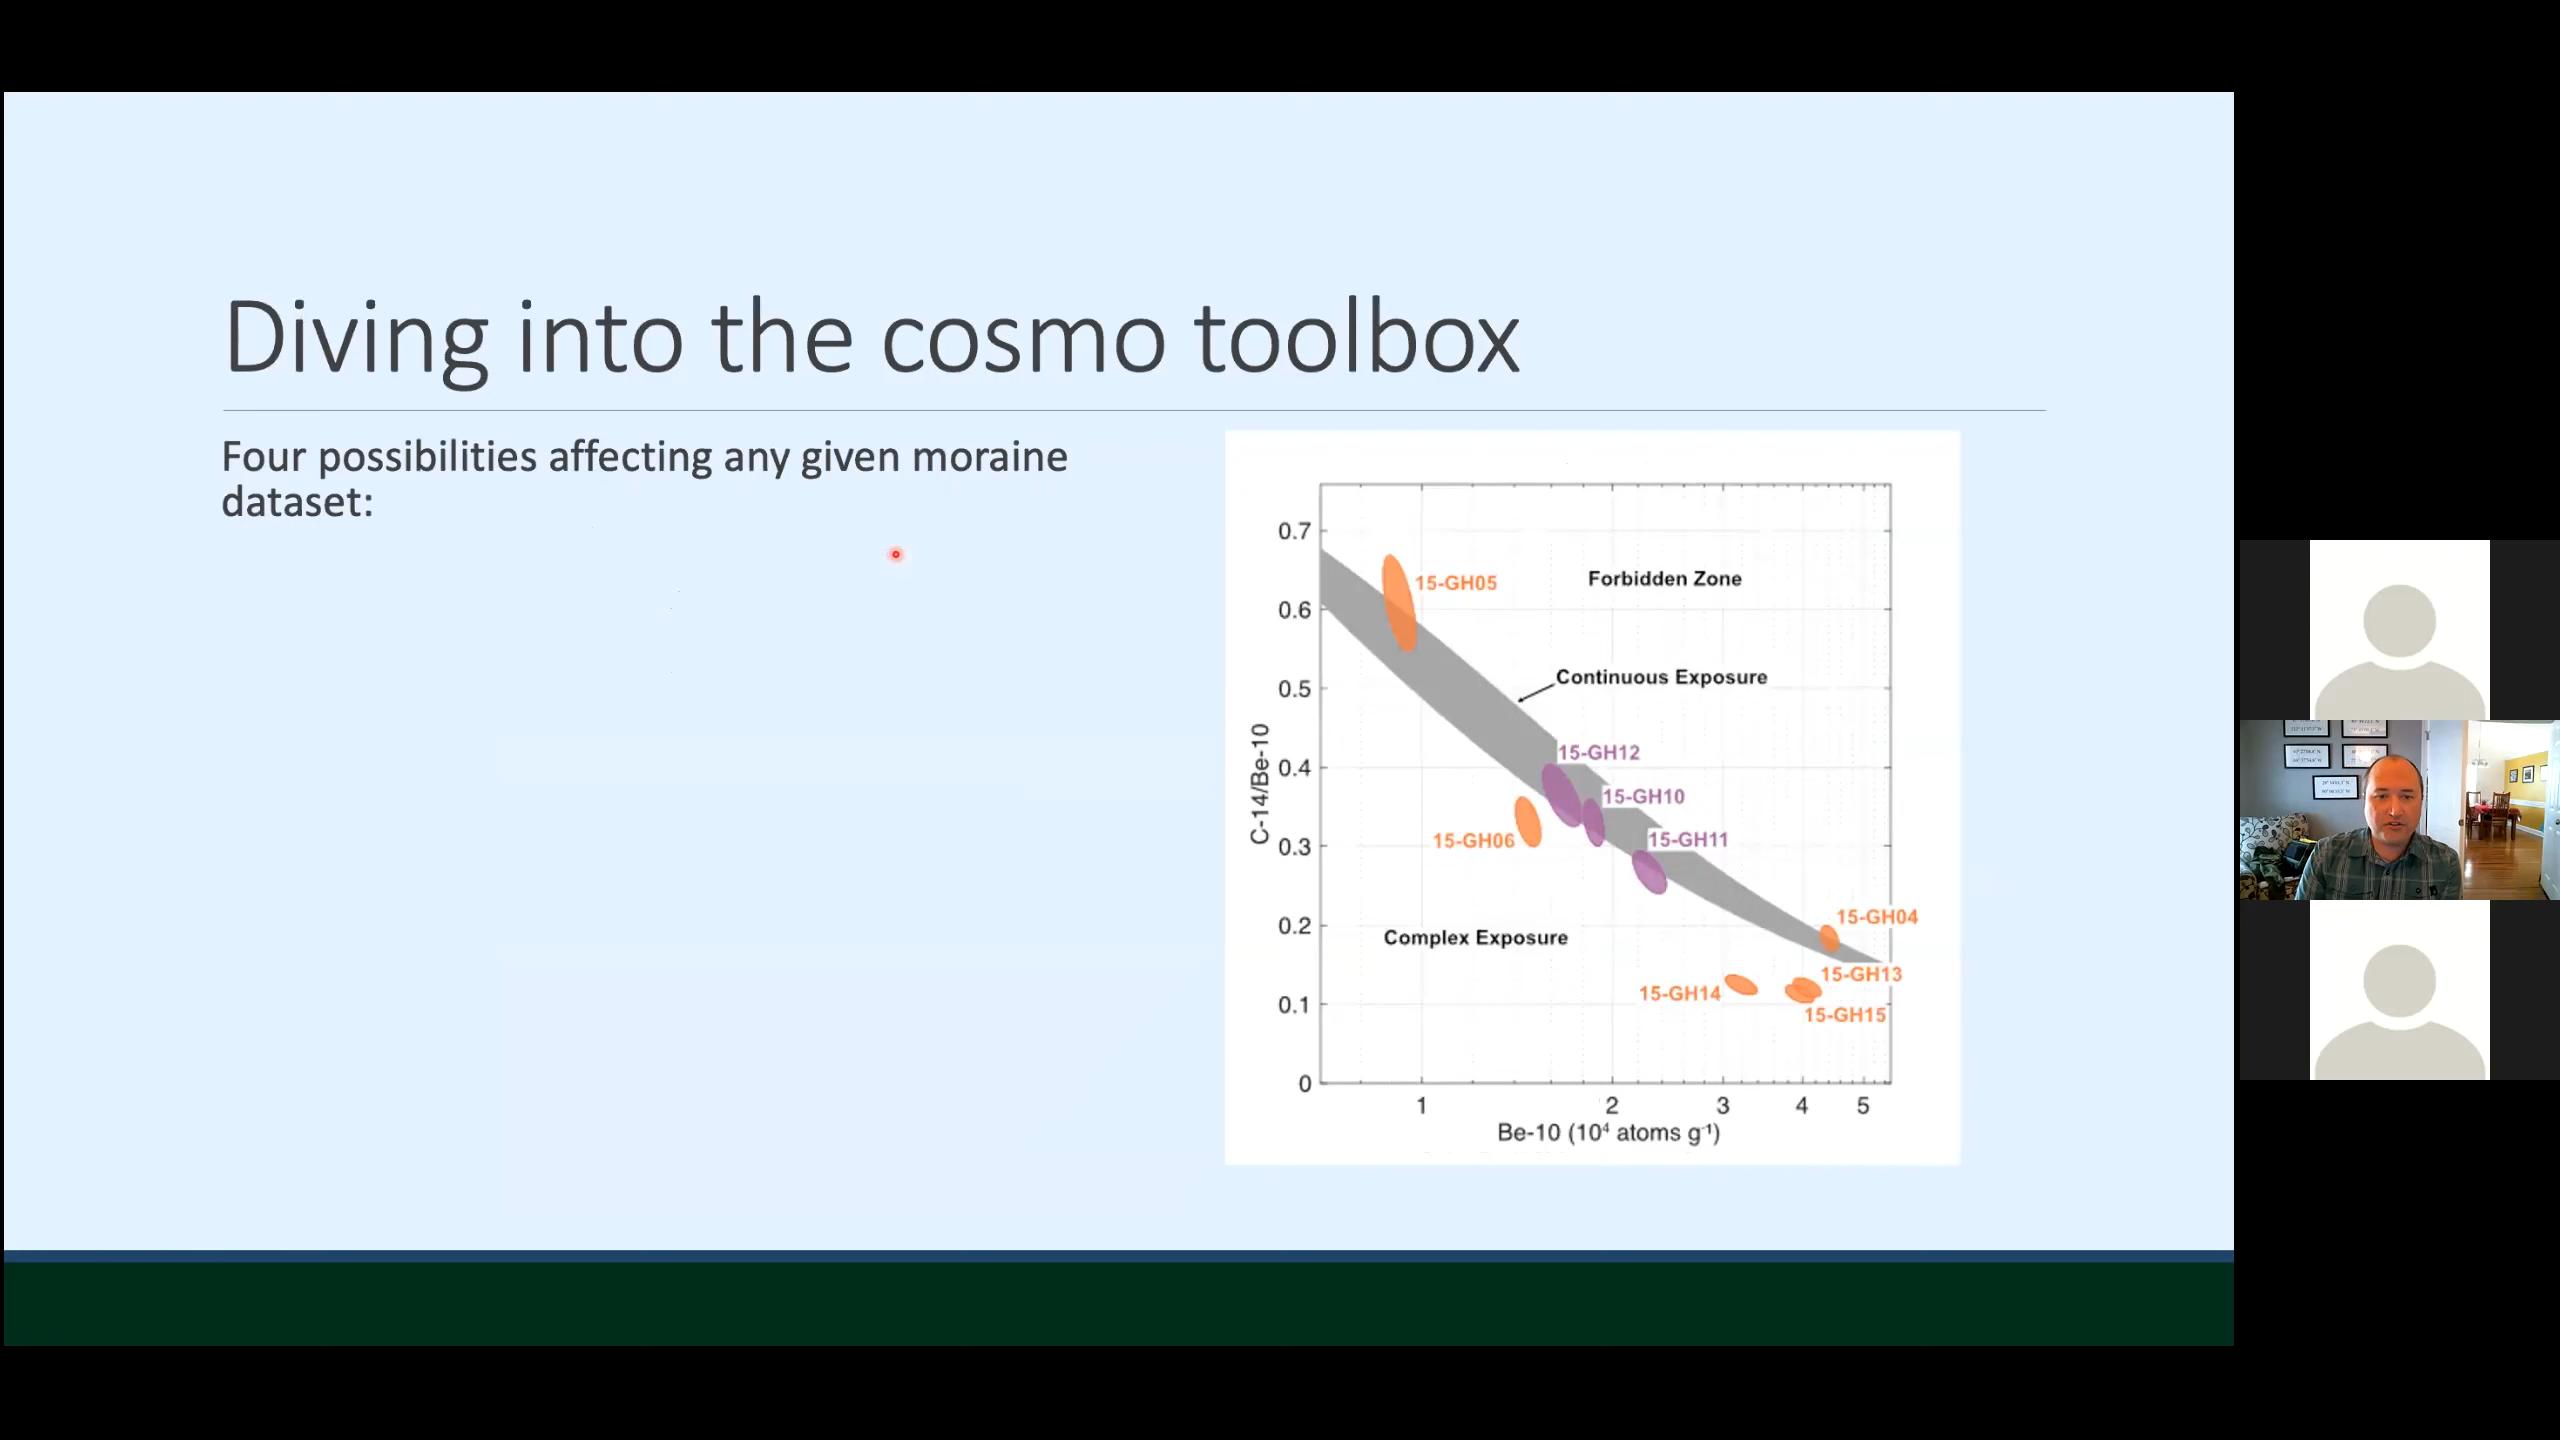 Diving into the cosmo toolbox
Four possibilities affecting any given moraine
dataset:
0.7
0.6
0.5
0.4
0.3
0.2
0.1
0
C-14/Be-10
15-GH05
Forbidden Zone
Continuous Exposure
15-GH12
15-GH10
15-GH06
15-GH11
Complex Exposure
15-GH04
15-GH13
15-GH14
15-GH15
1
2
3
4
5
Be-10 (10⁴ atoms g⁻¹)